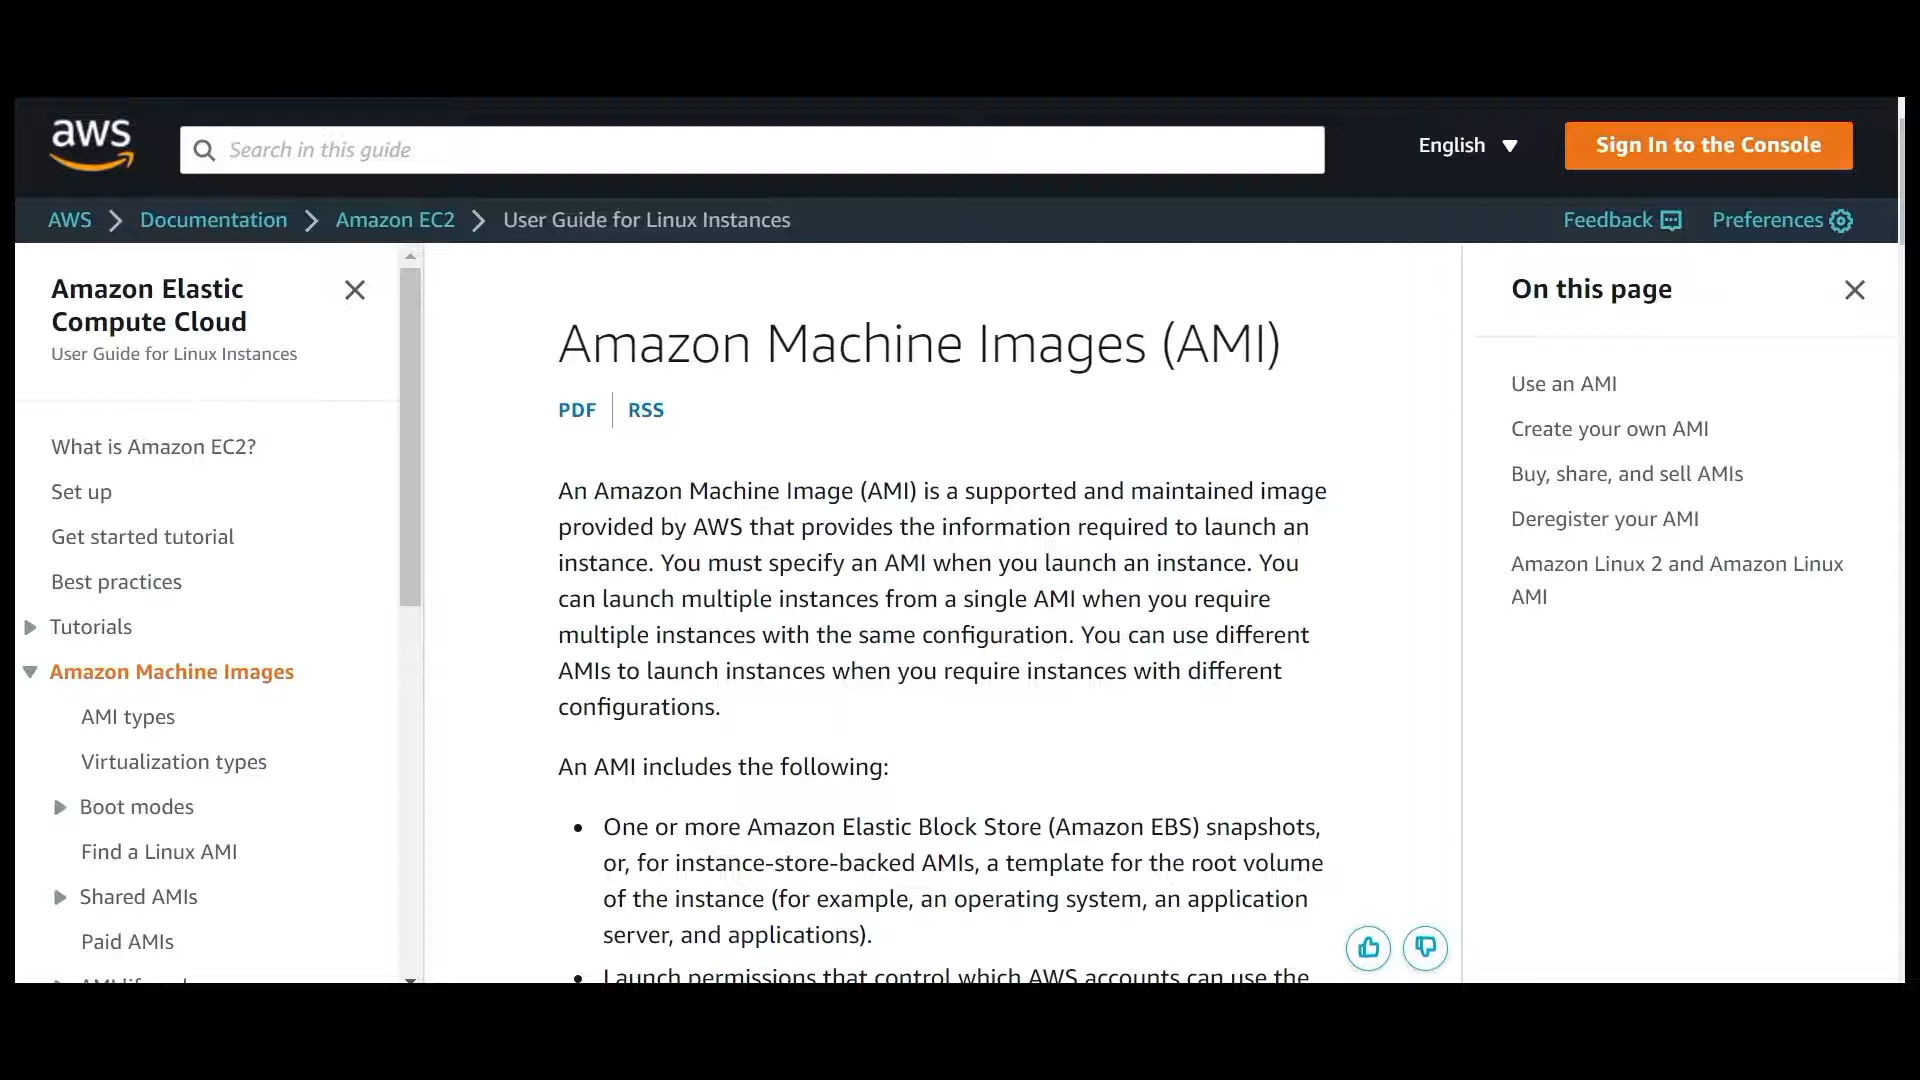 aws
Search in this guide
English
Sign In to the Console
AWS
Documentation
Amazon EC2
User Guide for Linux Instances
Feedback
Preferences
Amazon Elastic
Compute Cloud
User Guide for Linux Instances
What is Amazon EC2?
Set up
Get started tutorial
Best practices
Tutorials
Amazon Machine Images
AMI types
Virtualization types
Boot modes
Find a Linux AMI
Shared AMIs
Paid AMIs
Amazon Machine Images (AMI)
PDF
RSS
An Amazon Machine Image (AMI) is a supported and maintained image
provided by AWS that provides the information required to launch an
instance. You must specify an AMI when you launch an instance. You
can launch multiple instances from a single AMI when you require
multiple instances with the same configuration. You can use different
AMIs to launch instances when you require instances with different
configurations.
An AMI includes the following:
• One or more Amazon Elastic Block Store (Amazon EBS) snapshots,
or, for instance-store-backed AMIs, a template for the root volume
of the instance (for example, an operating system, an application
server, and applications).
• Launch permissions that control which AWS accounts can use the
On this page
Use an AMI
Create your own AMI
Buy, share, and sell AMIs
Deregister your AMI
Amazon Linux 2 and Amazon Linux
AMI